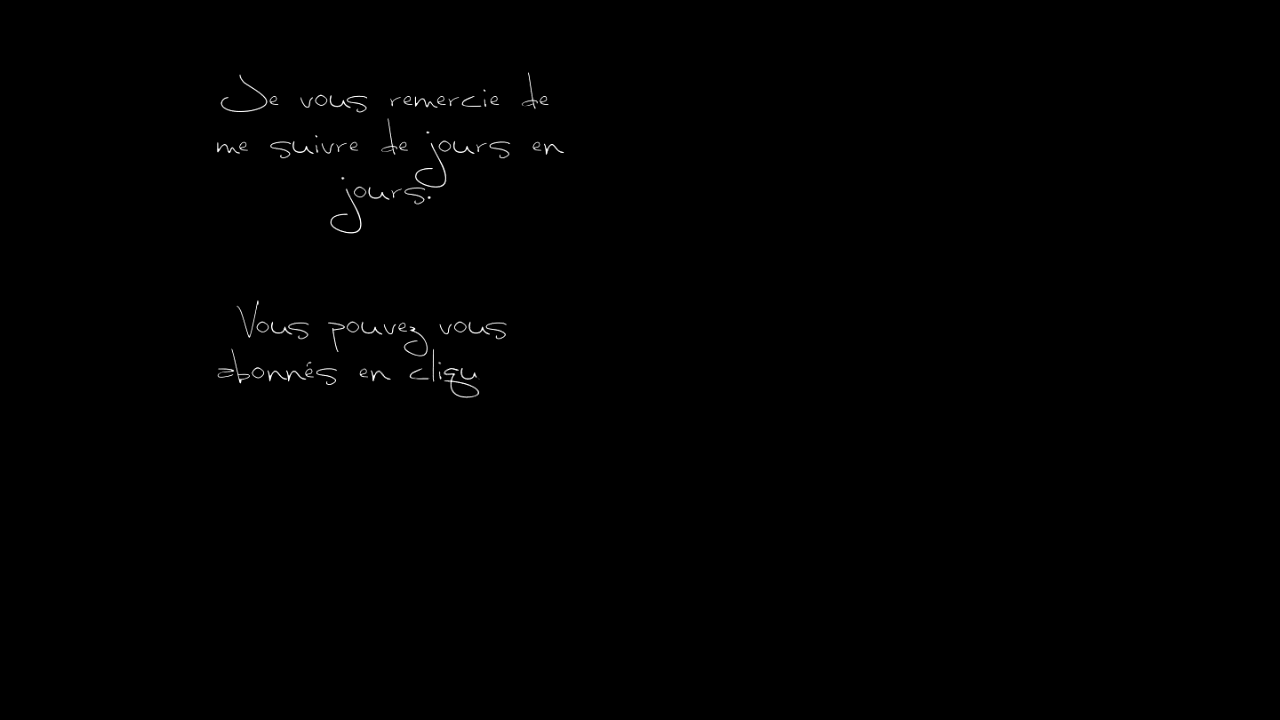 Je vous remercie de
me suivre de jours en
jours.
Vous pouvez vous
abonnés en cliqu